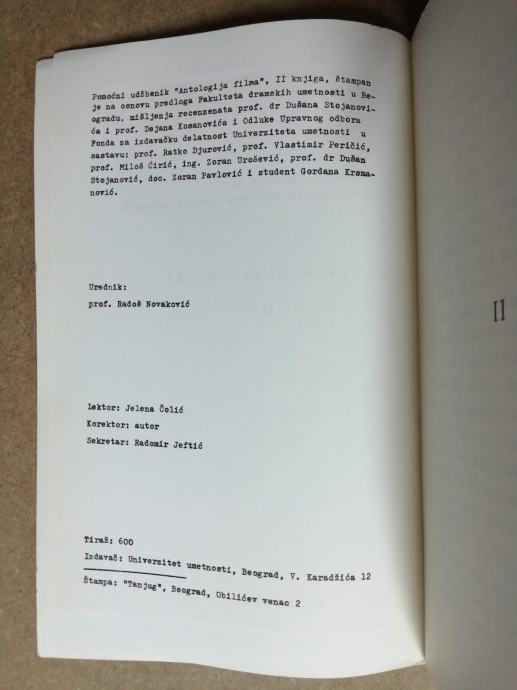 Pomoćni udžbenik "Antologija filma", II knjiga, štampan
je na osnovu predloga Fakulteta dramskih umetnosti u Be-
ogradu, mišljenja recenzenata prof. dr Dušana Stojanovi-
ća i prof. Dejana Kosanovića i Odluke Upravnog odbora
Fonda za izdavačku delatnost Univerziteta umetnosti u
sastavu: prof. Ratko Djurović, prof. Vlastimir Peričić,
prof. Miloš Ćirić, ing. Zoran Urošević, prof. dr Dušan
Stojanović, doc. Zoran Pavlović i student Gordana Krsma-
nović.
Urednik:
prof. Radoš Novaković
Lektor: Jelena Čolić
Korektor: autor
Sekretar: Radomir Jeftić
Tiraž: 600
Izdavač: Univerzitet umetnosti, Beograd, V. Karadžića 12
Štampa: "Tanjug", Beograd, Obilićev venac 2
II